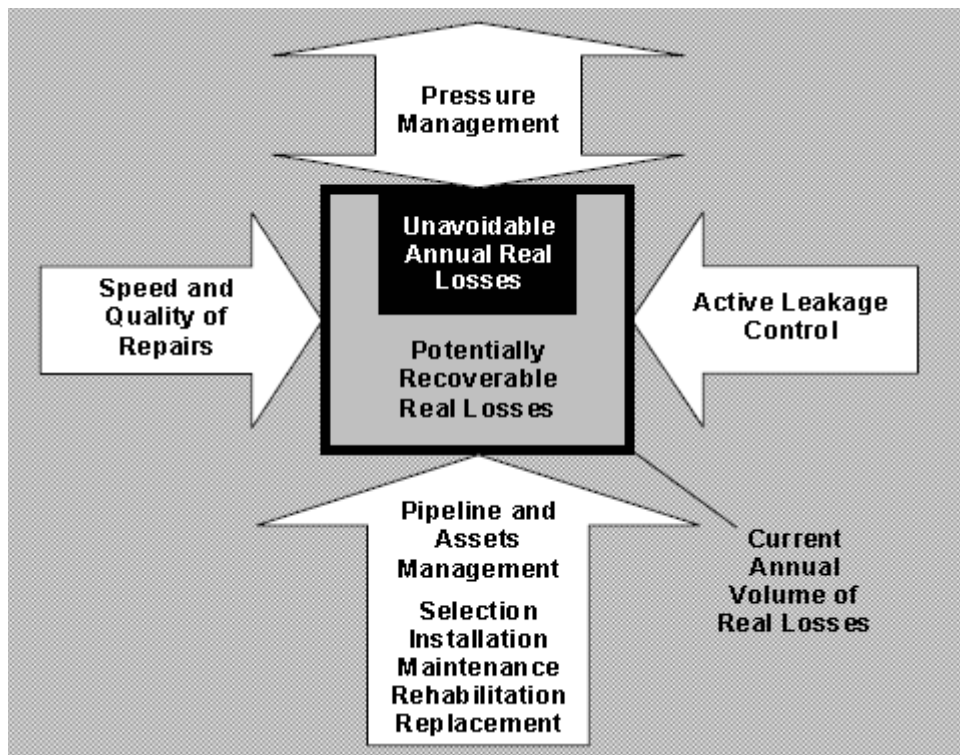 Pressure
Management
Unavoidable
Annual Real
Losses
Speed and
Quality of
Repairs
Active Leakage
Control
Potentially
Recoverable
Real Losses
Pipeline and
Assets
Management
Selection
Installation
Maintenance
Rehabilitation
Replacement
Current
Annual
Volume of
Real Losses